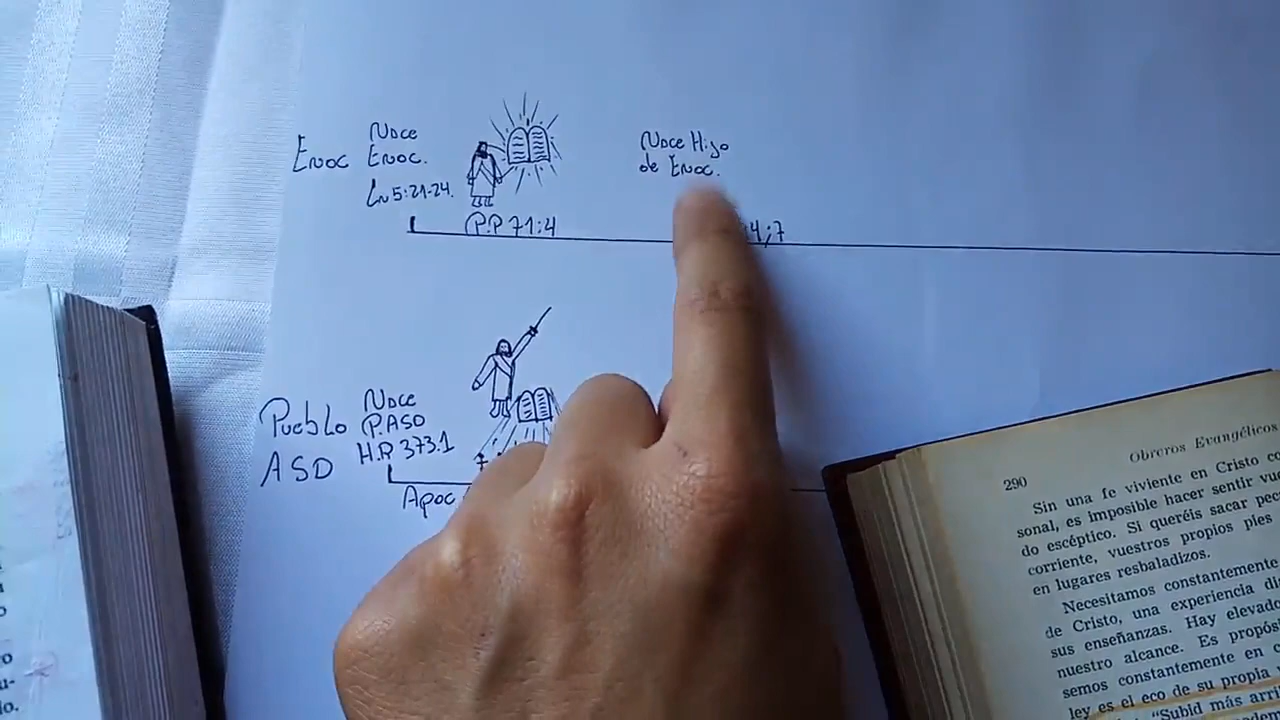 Enoc
Nace
Enoc.
Gn 5:21-24.
P.P 71:4
Nace Hijo
de Enoc.
4;7
Pueblo
ASD
Nace
P.ASD
H.R 373.1
Apoc
290
Obreros Evangélicos
Sin una fe viviente en Cristo co
sonal, es imposible hacer sentir vue
do escéptico. Si queréis sacar pec
corriente, vuestros propios pies
en lugares resbaladizos.
Necesitamos constantemente
de Cristo, una experiencia di
sus enseñanzas. Hay elevado
nuestro alcance. Es propós
semos constantemente en c
ley es el eco de su propia v
"Subid más arri